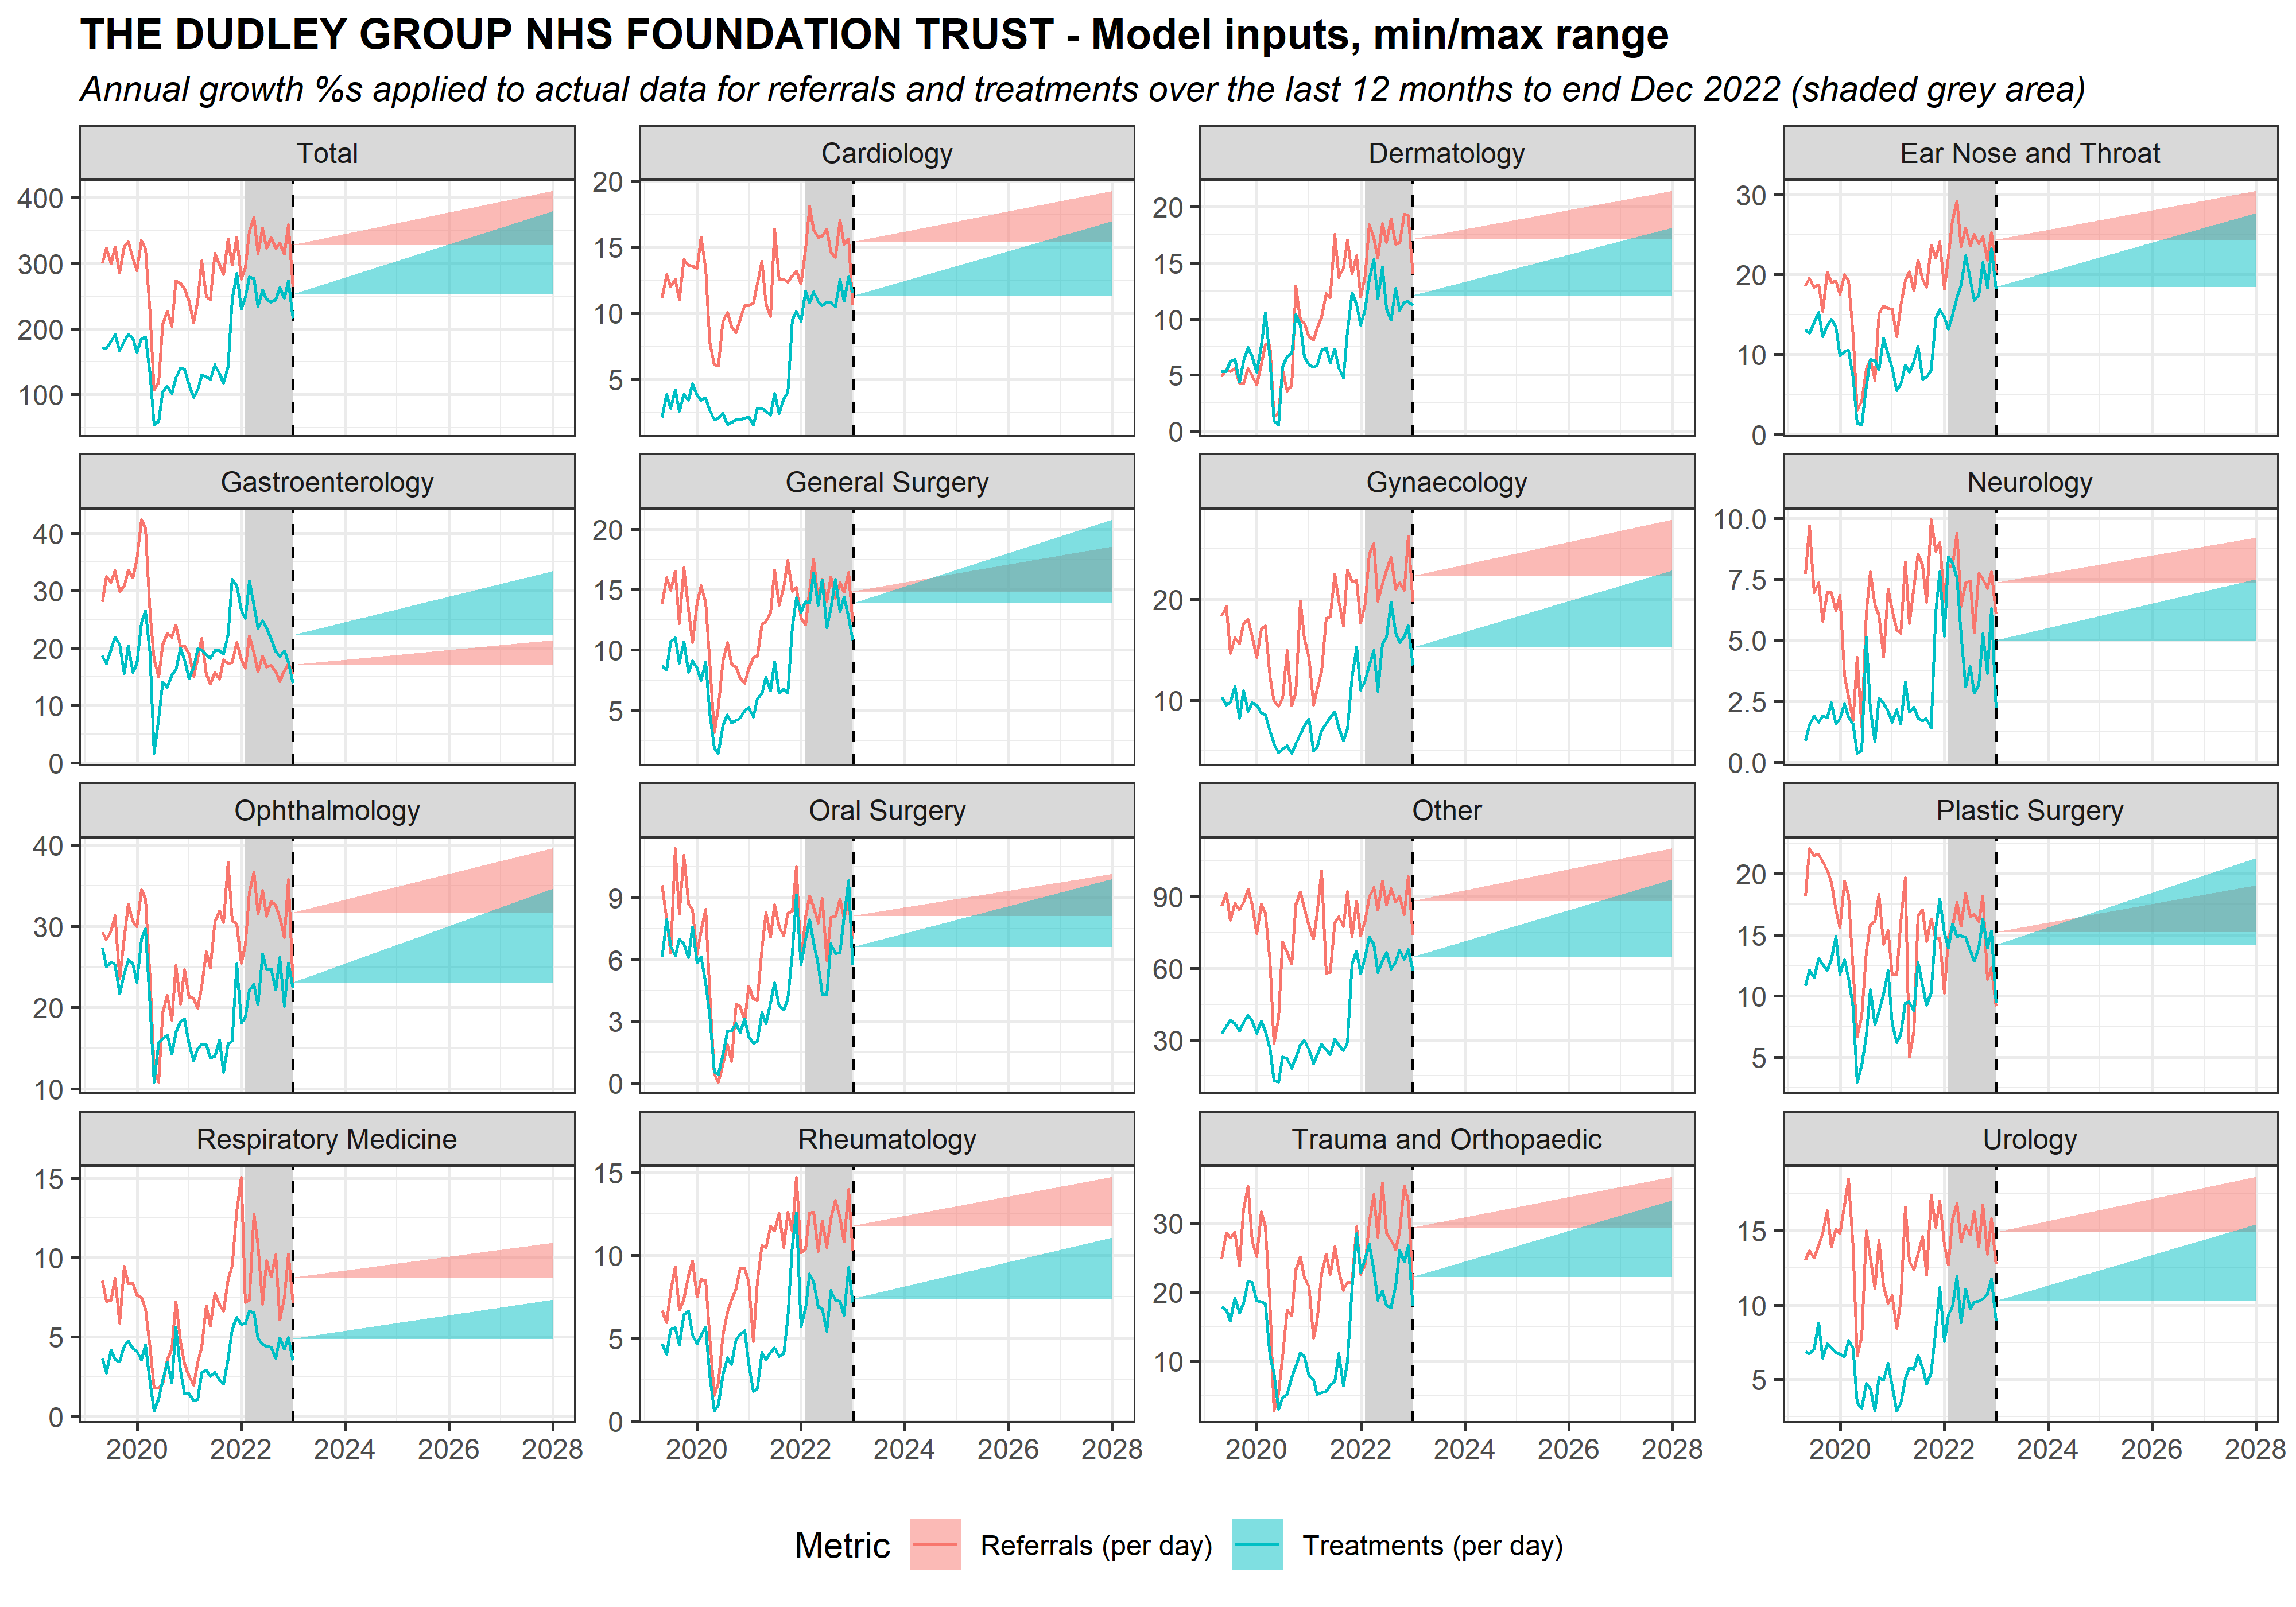 THE DUDLEY GROUP NHS FOUNDATION TRUST - Model inputs, min/max range
Annual growth %s applied to actual data for referrals and treatments over the last 12 months to end Dec 2022 (shaded grey area)
Total
Cardiology
Dermatology
Ear Nose and Throat
400
300
200
100
20
15
10
5
20
15
10
5
0
30
20
10
0
Gastroenterology
General Surgery
Gynaecology
Neurology
40
30
20
10
0
20
15
10
5
20
10
10.0
7.5
5.0
2.5
0.0
Ophthalmology
Oral Surgery
Other
Plastic Surgery
40
30
20
10
9
6
3
0
90
60
30
20
15
10
5
Respiratory Medicine
Rheumatology
Trauma and Orthopaedic
Urology
15
10
5
0
15
10
5
0
30
20
10
15
10
5
2020 2022 2024 2026 2028
2020 2022 2024 2026 2028
2020 2022 2024 2026 2028
2020 2022 2024 2026 2028
Metric Referrals (per day) Treatments (per day)